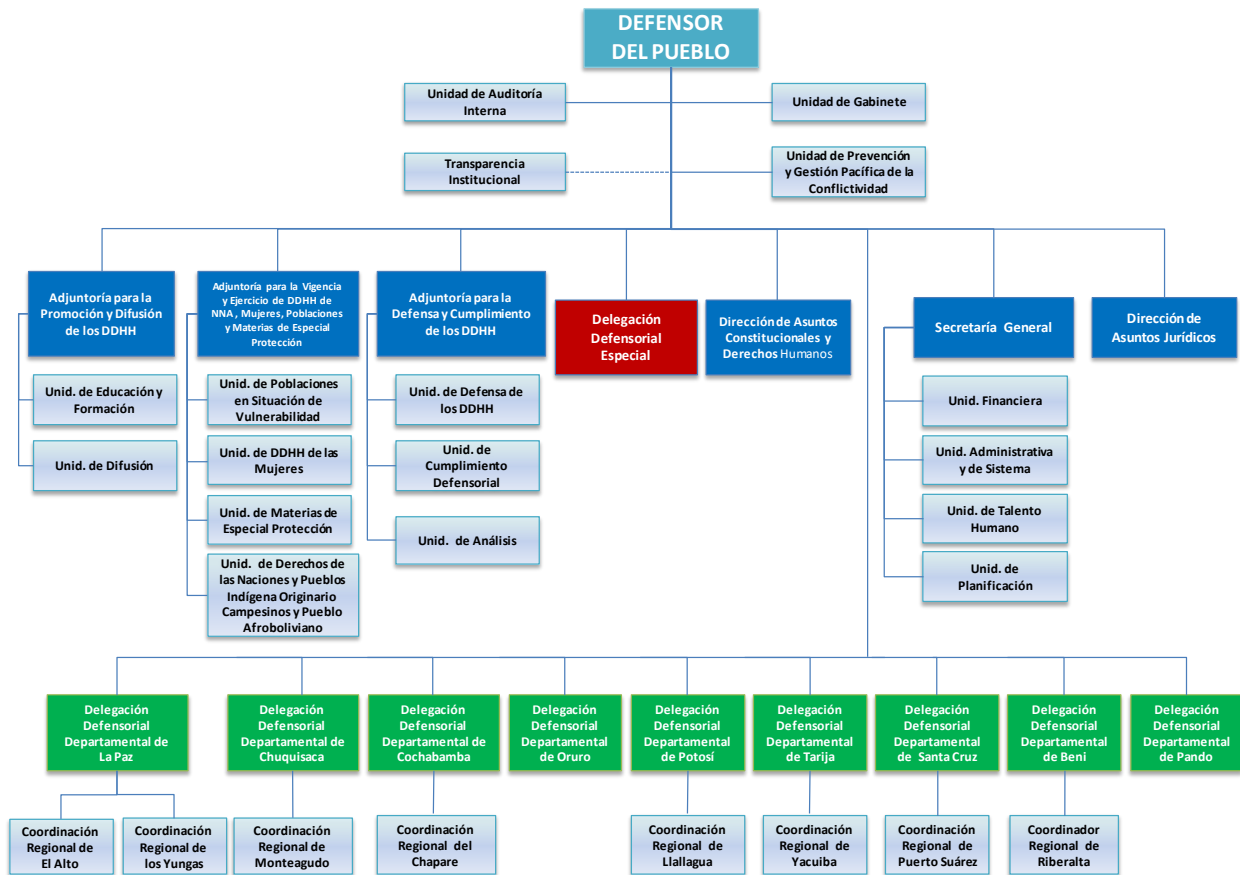 DEFENSOR
DEL PUEBLO
Unidad de Auditoría
Interna
Unidad de Gabinete
Transparencia
Institucional
Unidad de Prevención
y Gestión Pacífica de la
Conflictividad
Adjuntoría para la
Promoción y Difusión
de los DDHH
Adjuntoría para la Vigencia
y Ejercicio de DDHH de
NNA , Mujeres, Poblaciones
y Materias de Especial
Protección
Adjuntoría para la
Defensa y Cumplimiento
de los DDHH
Delegación
Defensorial
Especial
Dirección de Asuntos
Constitucionales y
Derechos Humanos
Secretaría General
Dirección de
Asuntos Jurídicos
Unid. de Educación y
Formación
Unid. de Difusión
Unid. de Poblaciones
en Situación de
Vulnerabilidad
Unid. de DDHH de las
Mujeres
Unid. de Materias de
Especial Protección
Unid. de Derechos de
las Naciones y Pueblos
Indígena Originario
Campesinos y Pueblo
Afroboliviano
Unid. de Defensa de
los DDHH
Unid. de
Cumplimiento
Defensorial
Unid. de Análisis
Unid. Financiera
Unid. Administrativa
y de Sistema
Unid. de Talento
Humano
Unid. de
Planificación
Delegación
Defensorial
Departamental de
La Paz
Delegación
Defensorial
Departamental de
Chuquisaca
Delegación
Defensorial
Departamental de
Cochabamba
Delegación
Defensorial
Departamental
de Oruro
Delegación
Defensorial
Departamental
de Potosí
Delegación
Defensorial
Departamental
de Tarija
Delegación
Defensorial
Departamental
de Santa Cruz
Delegación
Defensorial
Departamental
de Beni
Delegación
Defensorial
Departamental
de Pando
Coordinación
Regional de
El Alto
Coordinación
Regional de
los Yungas
Coordinación
Regional de
Monteagudo
Coordinación
Regional del
Chapare
Coordinación
Regional de
Llallagua
Coordinación
Regional de
Yacuiba
Coordinación
Regional de
Puerto Suárez
Coordinador
Regional de
Riberalta